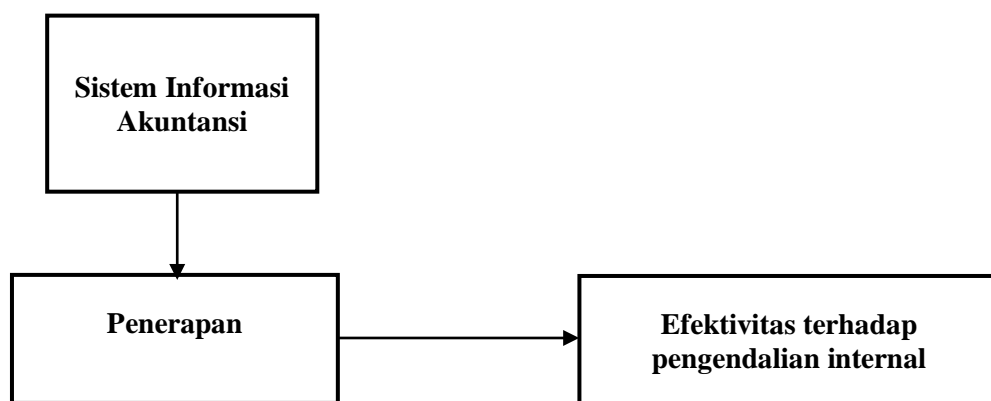 Sistem Informasi
Akuntansi
Penerapan
Efektivitas terhadap
pengendalian internal